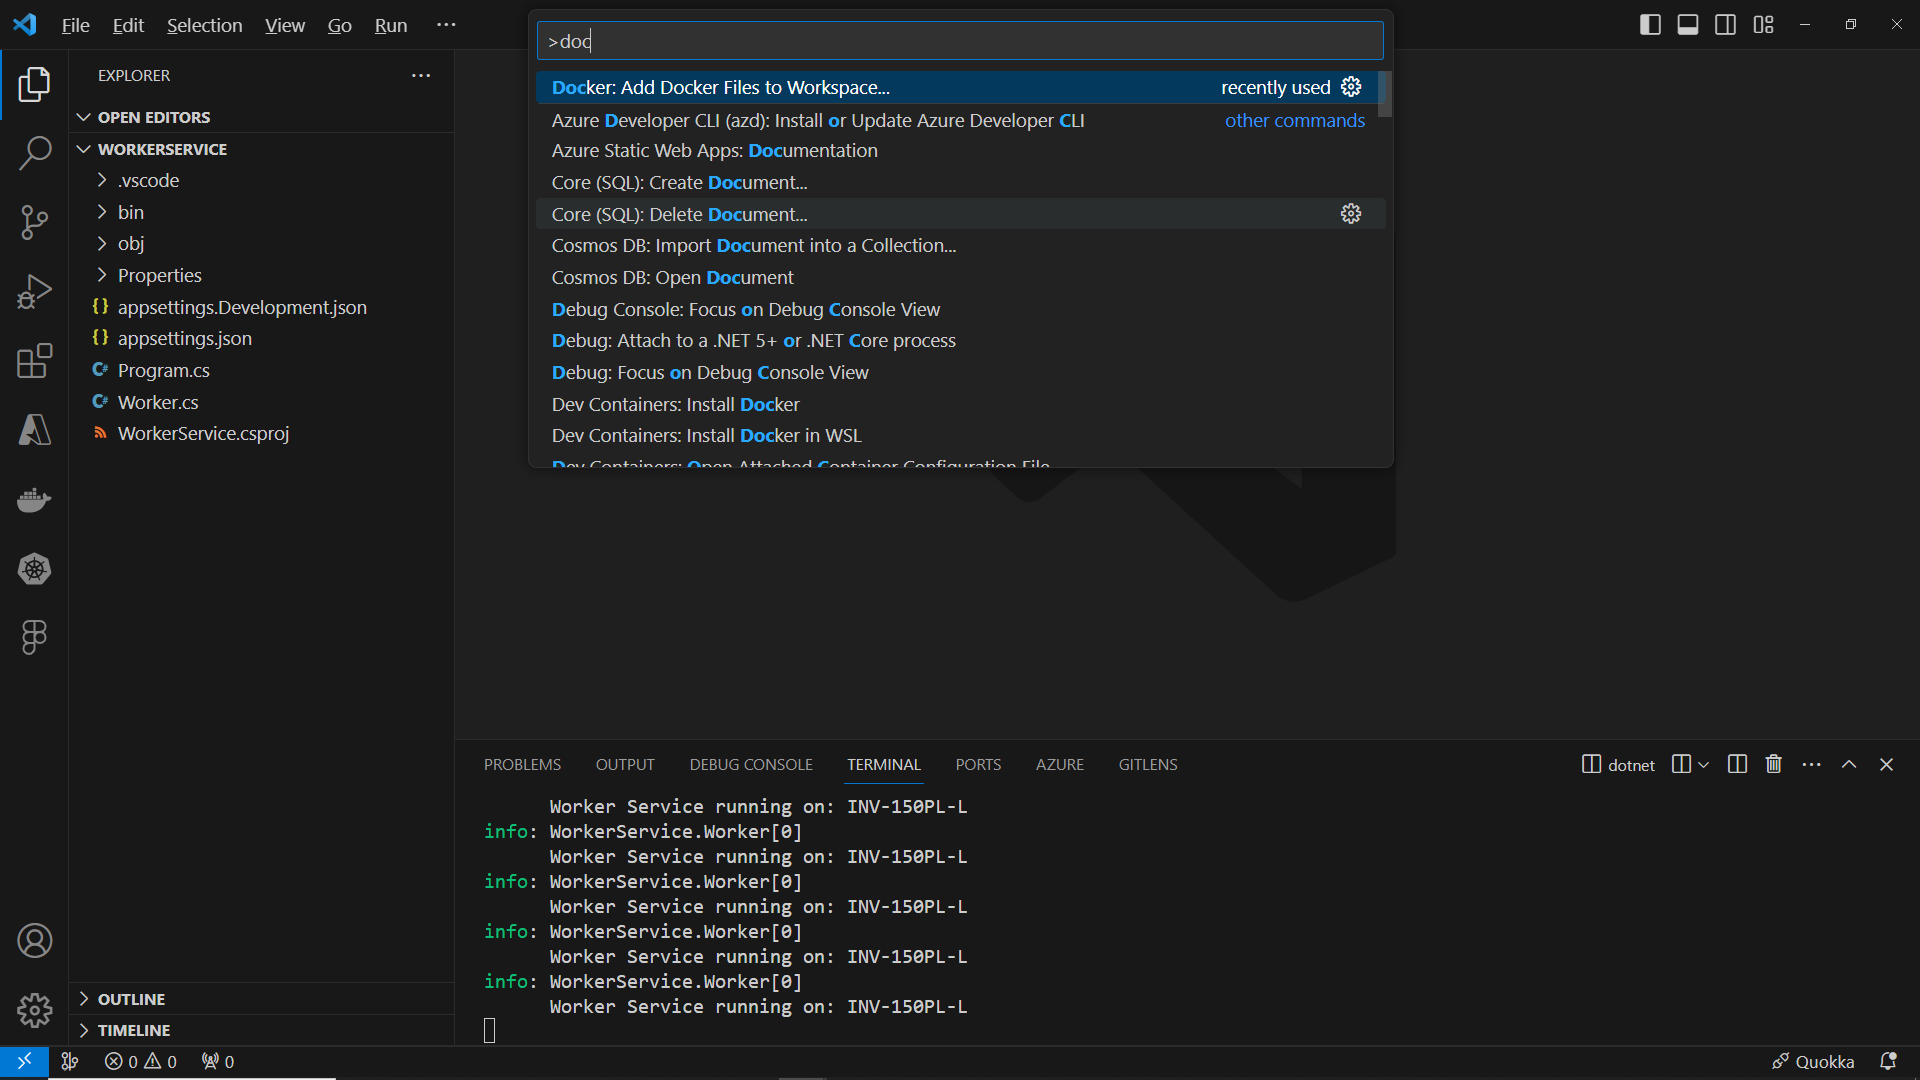 File Edit Selection View Go Run ...
>doc
Docker: Add Docker Files to Workspace... recently used
Azure Developer CLI (azd): Install or Update Azure Developer CLI other commands
Azure Static Web Apps: Documentation
Core (SQL): Create Document...
Core (SQL): Delete Document...
Cosmos DB: Import Document into a Collection...
Cosmos DB: Open Document
Debug Console: Focus on Debug Console View
Debug: Attach to a .NET 5+ or .NET Core process
Debug: Focus on Debug Console View
Dev Containers: Install Docker
Dev Containers: Install Docker in WSL
Dev Containers: Open Attached Container Configuration File
EXPLORER ...
OPEN EDITORS
WORKERSERVICE
.vscode
bin
obj
Properties
{} appsettings.Development.json
{} appsettings.json
C# Program.cs
C# Worker.cs
WorkerService.csproj
OUTLINE
TIMELINE
PROBLEMS OUTPUT DEBUG CONSOLE TERMINAL PORTS AZURE GITLENS dotnet ...
Worker Service running on: INV-150PL-L
info: WorkerService.Worker[0]
Worker Service running on: INV-150PL-L
info: WorkerService.Worker[0]
Worker Service running on: INV-150PL-L
info: WorkerService.Worker[0]
Worker Service running on: INV-150PL-L
info: WorkerService.Worker[0]
Worker Service running on: INV-150PL-L
0 0 0 Quokka